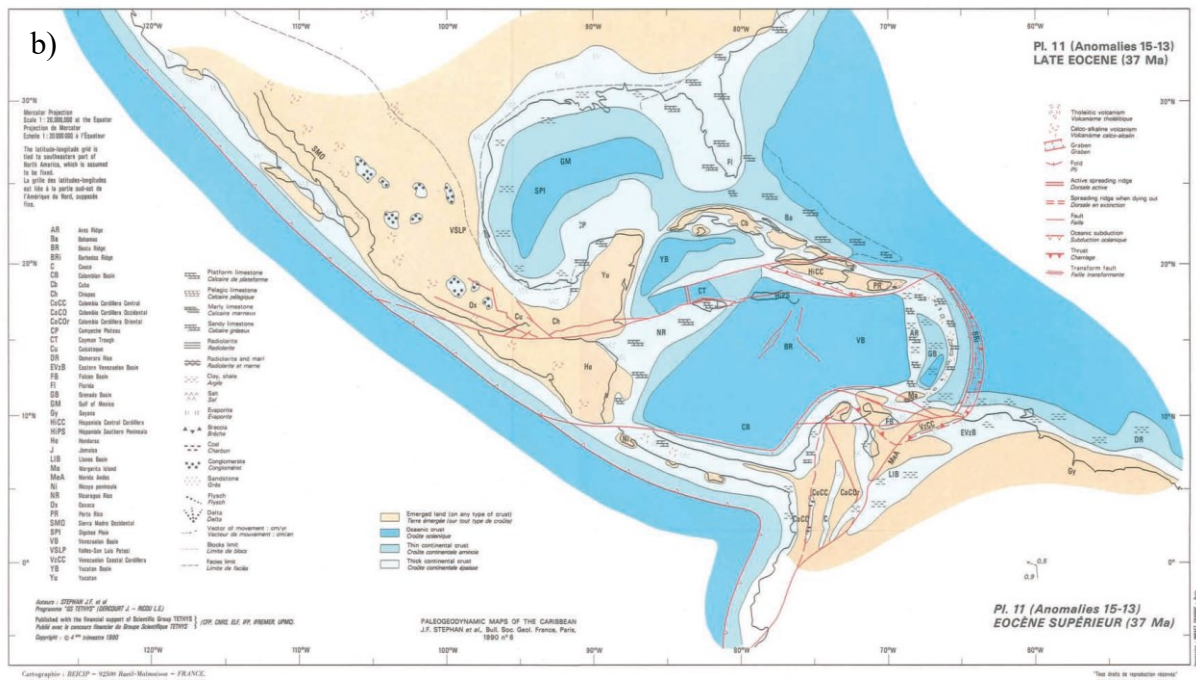 b)
120°W 110°W 100°W 90°W 80°W 70°W 60°W
Pl. 11 (Anomalies 15-13)
LATE EOCENE (37 Ma)
30°N
20°N
10°N
0°
Mercator Projection
Scale 1 : 20,000,000 at the Equator
Projection de Mercator
Echelle 1 : 20 000 000 à l'Equateur
The latitude-longitude grid is
tied to southeastern part of
North America, which is assumed
to be fixed.
La grille des latitudes-longitudes
est liée à la partie sud-est de
l'Amérique du Nord, supposée
fixe.
AR Aves Ridge
Ba Bahamas
BR Beata Ridge
BRi Barbados Ridge
CB Colombian Basin
Cb Cuba
Ch Chiapas
CoCC Colombia Cordillera Central
CoCO Colombia Cordillera Occidental
CoCOr Colombia Cordillera Oriental
CP Campeche Plateau
CT Cayman Trough
Cu Cuicateque
DR Demerara Rise
EVzB Eastern Venezuelan Basin
FB Falcon Basin
Fl Florida
GB Grenada Basin
GM Gulf of Mexico
Gy Guyana
HiCC Hispaniola Central Cordillera
HiPS Hispaniola Southern Peninsula
Ho Honduras
J Jamaica
LlB Llanos Basin
Ma Margarita Island
MeA Merida Andes
Ni Nicoya peninsula
NR Nicaragua Rise
Ox Oaxaca
PR Porto Rico
SMO Sierra Madre Occidental
SPl Sigsbee Plain
VB Venezuelan Basin
VSLP Valles-San Luis Potosi
VzCC Venezuelan Coastal Cordillera
YB Yucatan Basin
Yu Yucatan
Platform limestone
Calcaire de plateforme
Pelagic limestone
Calcaire pélagique
Marly limestone
Calcaire marneux
Sandy limestone
Calcaire gréseux
Radiolarite
Radiolarite
Radiolarite and marl
Radiolarite et marne
Clay, shale
Argile
Salt
Sel
Evaporite
Evaporite
Breccia
Brèche
Coal
Charbon
Conglomerate
Conglomérat
Sandstone
Grès
Flysch
Flysch
Delta
Delta
Vector of movement : cm/yr
Vecteur de mouvement : cm/an
Blocks limit
Limite de blocs
Facies limit
Limite de faciès
Tholeiitic volcanism
Volcanisme tholéiitique
Calco-alkaline volcanism
Volcanisme calco-alcalin
Graben
Graben
Fold
Pli
Active spreading ridge
Dorsale active
Spreading ridge when dying out
Dorsale en extinction
Fault
Faille
Oceanic subduction
Subduction océanique
Thrust
Charriage
Transform fault
Faille transformante
SMO
VSLP
GM
SPl
CP
Fl
Ba
Cb
YB
Yu
CT
HiCC
PR
HiPS
Ox
Cu
Ch
NR
Ho
BR
VB
AR
GB
BRi
Ma
CB
FB
VzCC
EVzB
DR
Gy
MeA
LlB
Ni
CoCC
CoCOr
CoCO
C
Emerged land (on any type of crust)
Terre émergée (sur tout type de croûte)
Oceanic crust
Croûte océanique
Thin continental crust
Croûte continentale amincie
Thick continental crust
Croûte continentale épaisse
0,8
0,9
Auteurs : STEPHAN J.F. et al
Programme "GS TETHYS" (DERCOURT J. - RICOU L.E.)
Published with the financial support of Scientific Group TETHYS
Publié avec le concours financier de Groupe Scientifique TETHYS
/CFP, CNRS, ELF, IFP, IFREMER, UPMC).
Copyright : © 4ème trimestre 1990
PALEOGEODYNAMIC MAPS OF THE CARIBBEAN
J.F. STEPHAN et al., Bull. Soc. Geol. France, Paris,
1990 n° 6
Pl. 11 (Anomalies 15-13)
EOCÈNE SUPÉRIEUR (37 Ma)
120°W 110°W 100°W 90°W 80°W 70°W 60°W
Cartographie : BEICIP - 92500 Rueil-Malmaison - FRANCE.
"Tous droits de reproduction réservés"